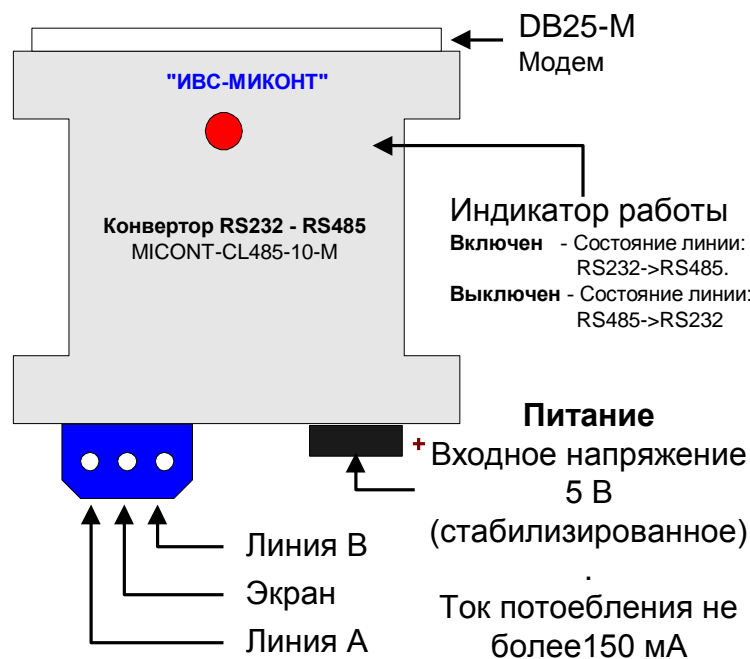 DB25-M
Модем
"ИВС-МИКОНТ"
Конвертор RS232 - RS485
MICONT-CL485-10-M
Индикатор работы
Включен - Состояние линии:
RS232->RS485.
Выключен - Состояние линии:
RS485->RS232
Питание
+
Входное напряжение
5 В
(стабилизированное)
.
Ток потоебления не
более150 мА
Линия B
Экран
Линия А